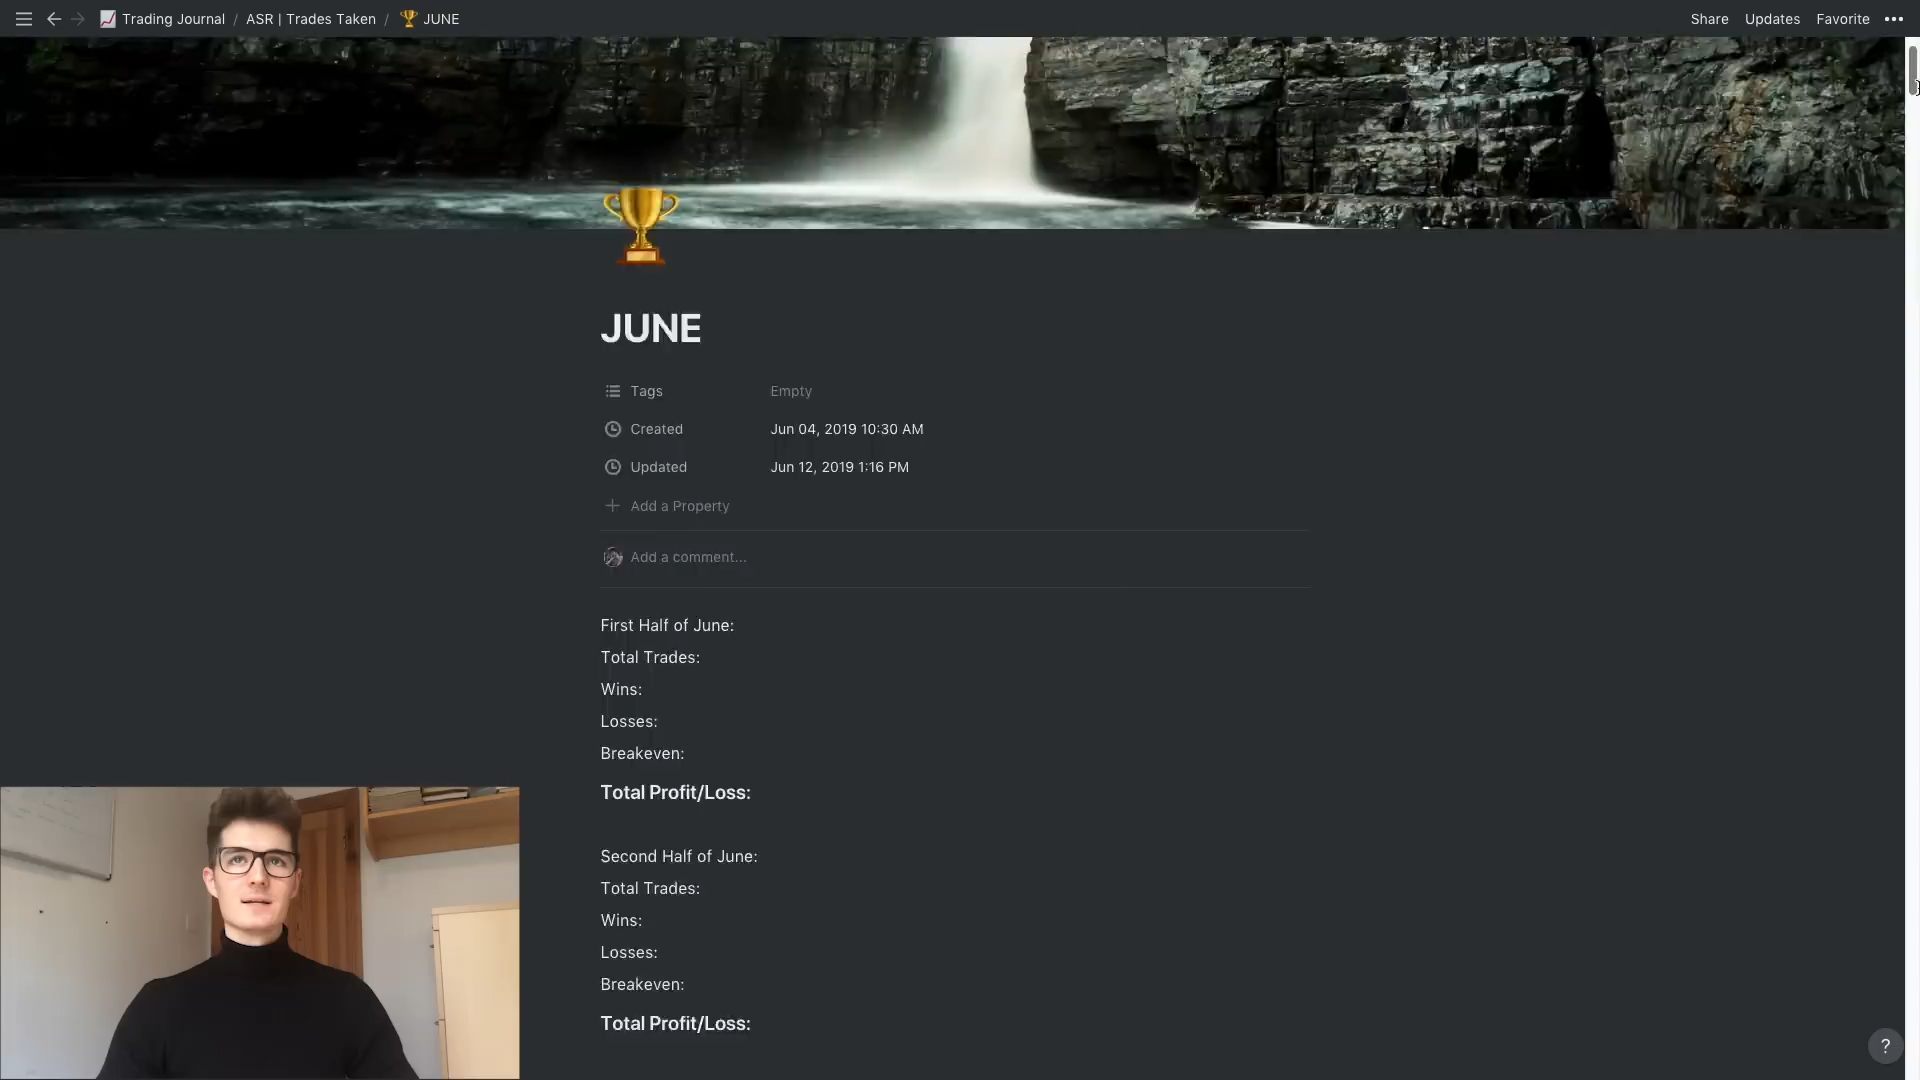 Trading Journal / ASR | Trades Taken / JUNE
Share Updates Favorite
JUNE
Tags Empty
Created Jun 04, 2019 10:30 AM
Updated Jun 12, 2019 1:16 PM
Add a Property
Add a comment...
First Half of June:
Total Trades:
Wins:
Losses:
Breakeven:
Total Profit/Loss:
Second Half of June:
Total Trades:
Wins:
Losses:
Breakeven:
Total Profit/Loss:
?